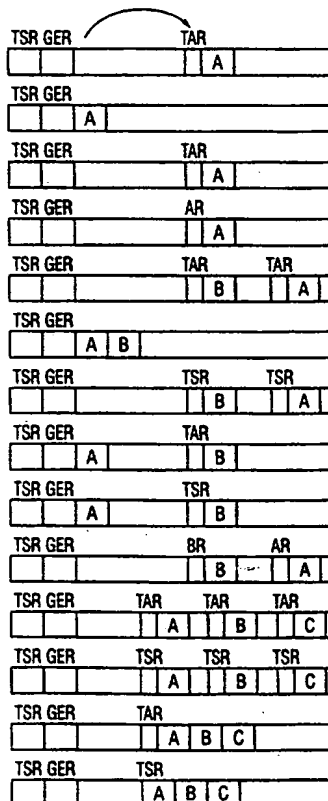 TSR GER TAR
A
TSR GER
A
TSR GER TAR
A
TSR GER AR
A
TSR GER TAR TAR
B A
TSR GER
A B
TSR GER TSR TSR
B A
TSR GER TAR
A B
TSR GER TSR
A B
TSR GER BR AR
B A
TSR GER TAR TAR TAR
A B C
TSR GER TSR TSR TSR
A B C
TSR GER TAR
A B C
TSR GER TSR
A B C